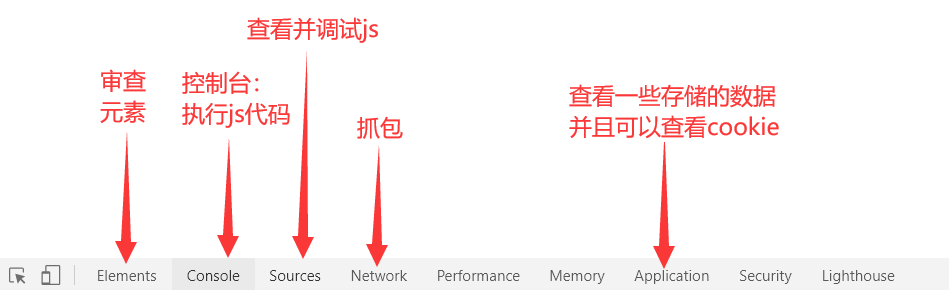 查看并调试js
审查
元素
控制台：
执行js代码
抓包
查看一些存储的数据
并且可以查看cookie
Elements Console Sources Network Performance Memory Application Security Lighthouse